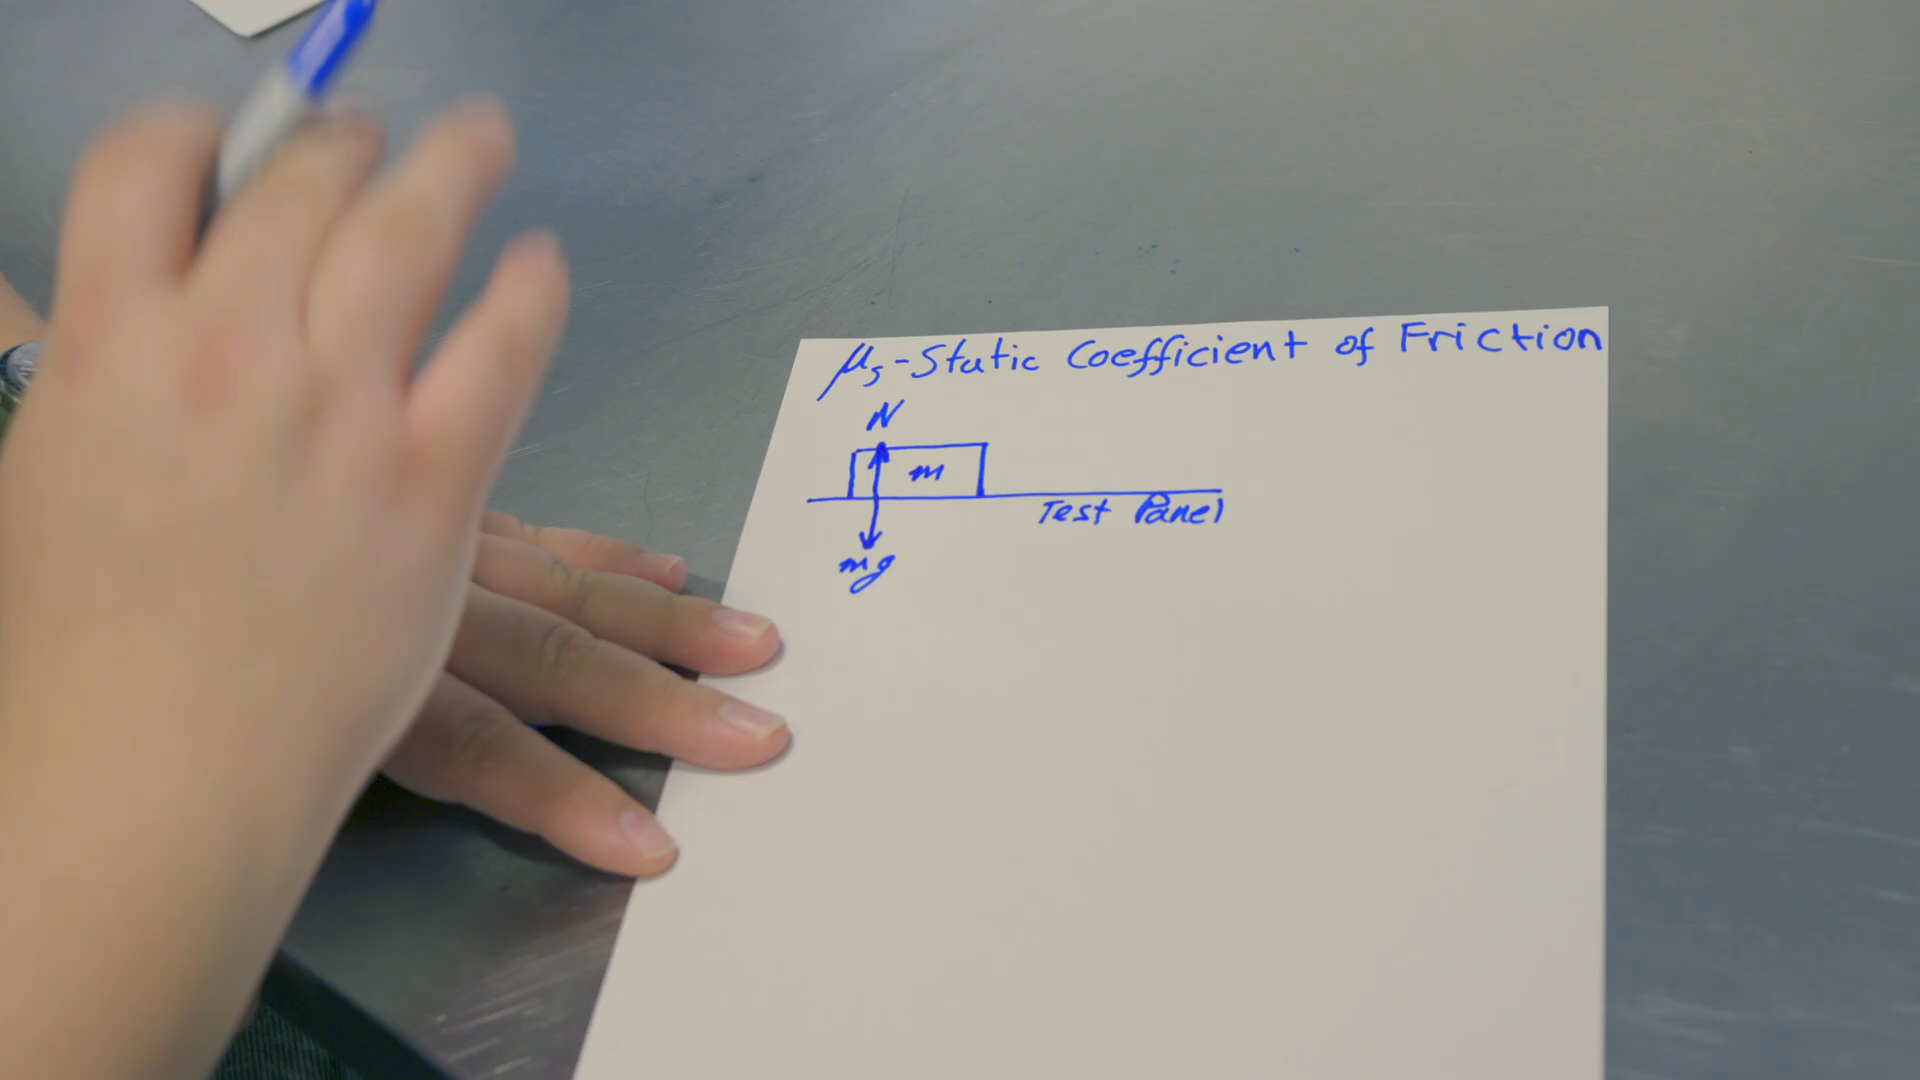 μs-Static Coefficient of Friction
N
m
Test Panel
mg